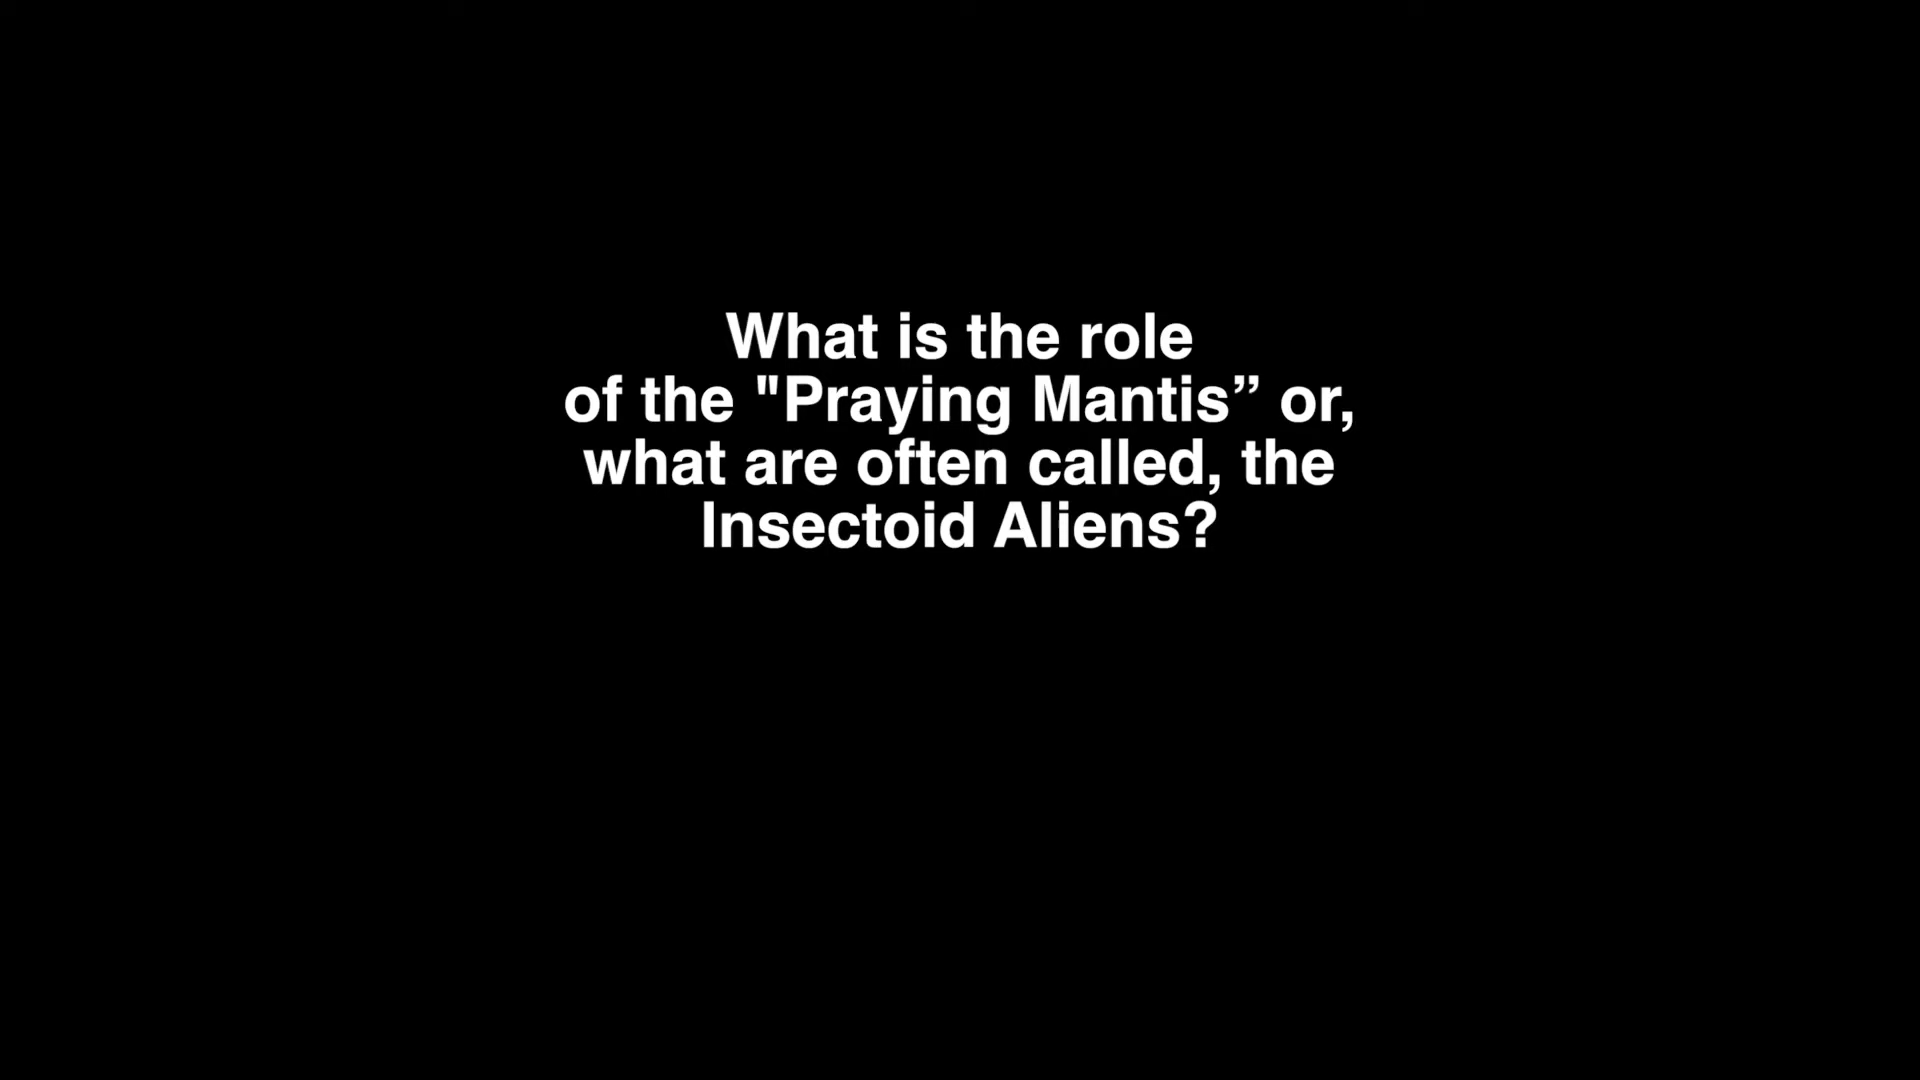 What is the role
of the "Praying Mantis” or,
what are often called, the
Insectoid Aliens?